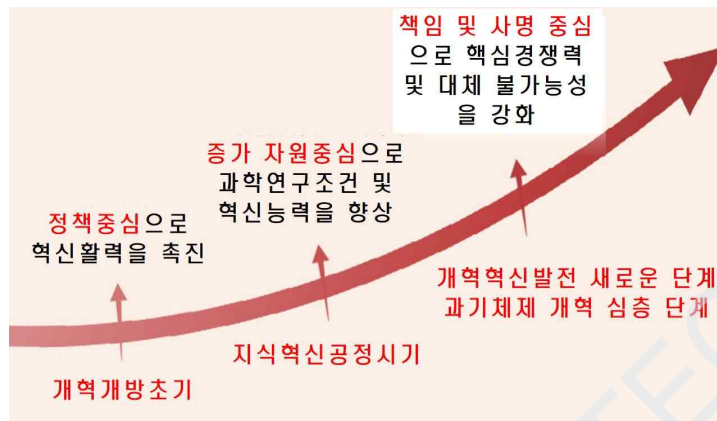 책임 및 사명 중심
으로 핵심경쟁력
및 대체 불가능성
을 강화
증가 자원중심으로
과학연구조건 및
혁신능력을 향상
정책중심으로
혁신활력을 촉진
개혁혁신발전 새로운 단계
과기체제 개혁 심층 단계
지식혁신공정시기
개혁개방초기